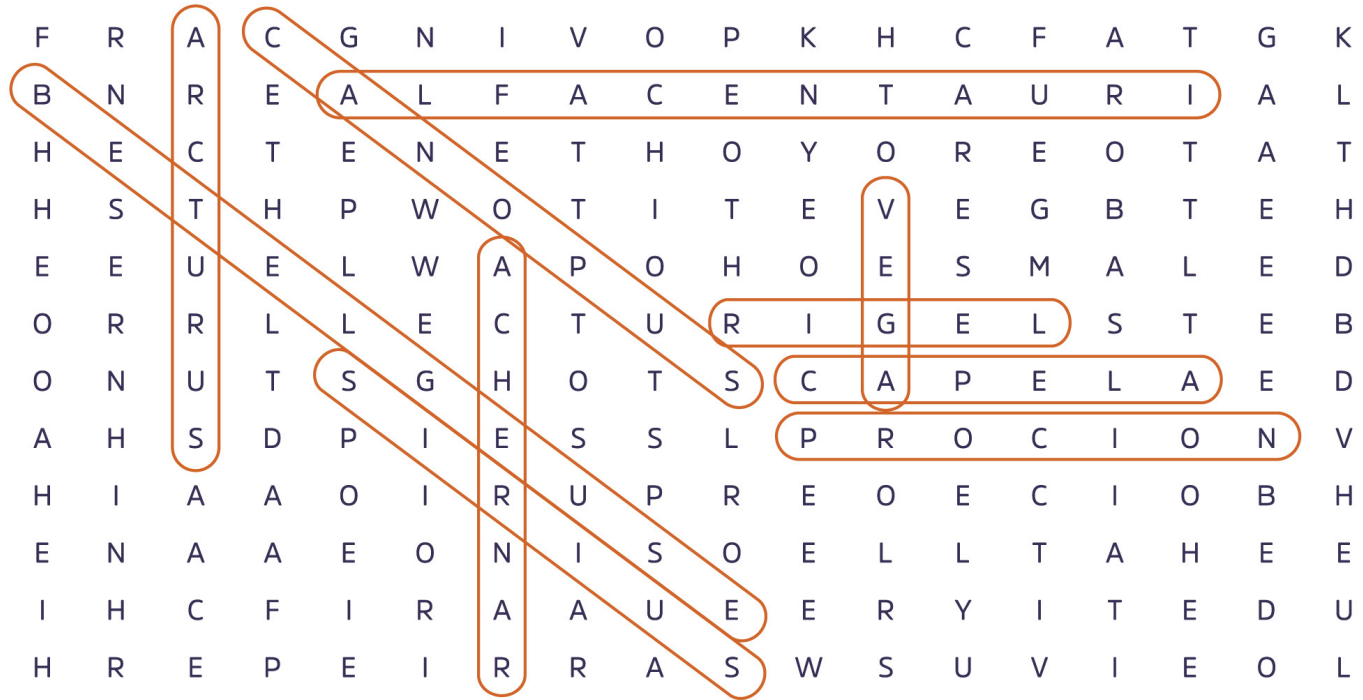 F R A C G N I V O P K H C F A T G K
B N R E A L F A C E N T A U R I A L
H E C T E N E T H O Y O R E O T A T
H S T H P W O T I T E V E G B T E H
E E U E L W A P O H O E S M A L E D
O R R L L E C T U R I G E L S T E B
O N U T S G H O T S C A P E L A E D
A H S D P I E S S L P R O C I O N V
H I A A O I R U P R E O E C I O B H
E N A A E O N I S O E L L T A H E E
I H C F I R A A U E E R Y I T E D U
H R E P E I R R A S W S U V I E O L